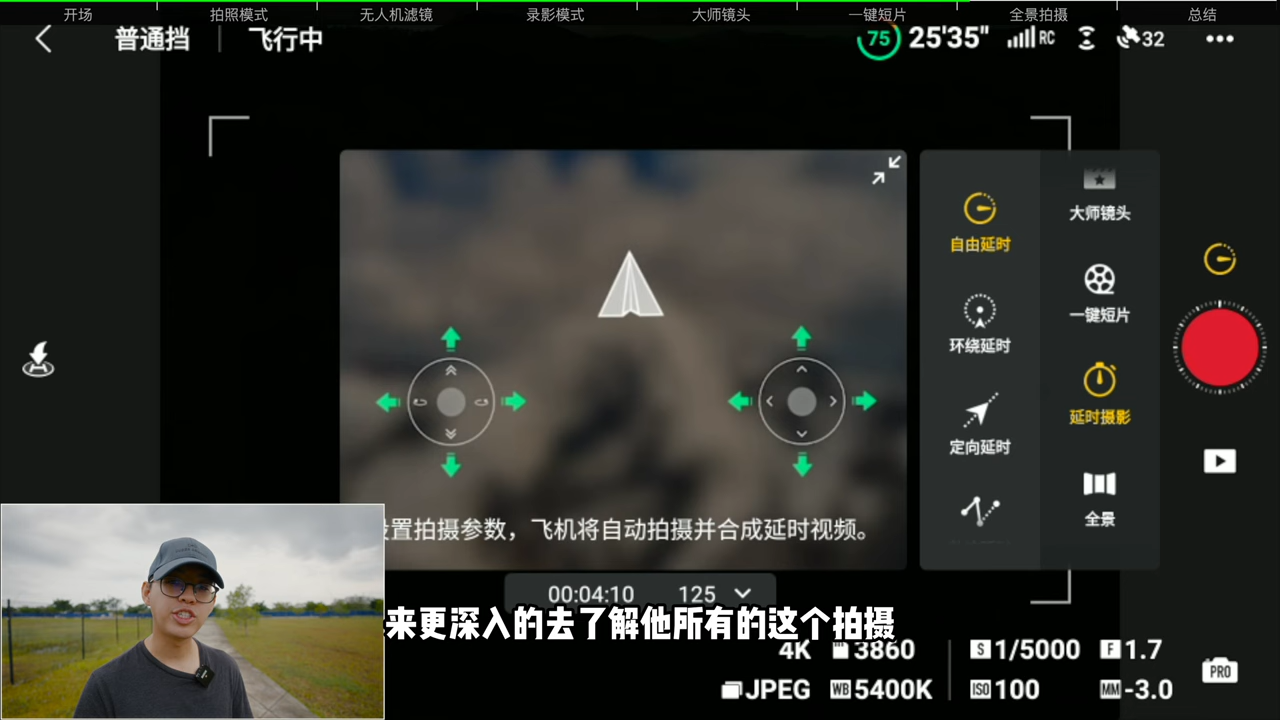 开场 拍照模式 无人机滤镜 录影模式 大师镜头 一键短片 全景拍摄 总结
普通挡 飞行中 75 25'35" RC 32
大师镜头
自由延时
一键短片
环绕延时
延时摄影
定向延时
全景
置拍摄参数，飞机将自动拍摄并合成延时视频。
00:04:10 125
来更深入的去了解他所有的这个拍摄
4K 3860 S 1/5000 F 1.7
JPEG WB 5400K ISO 100 MM -3.0
PRO